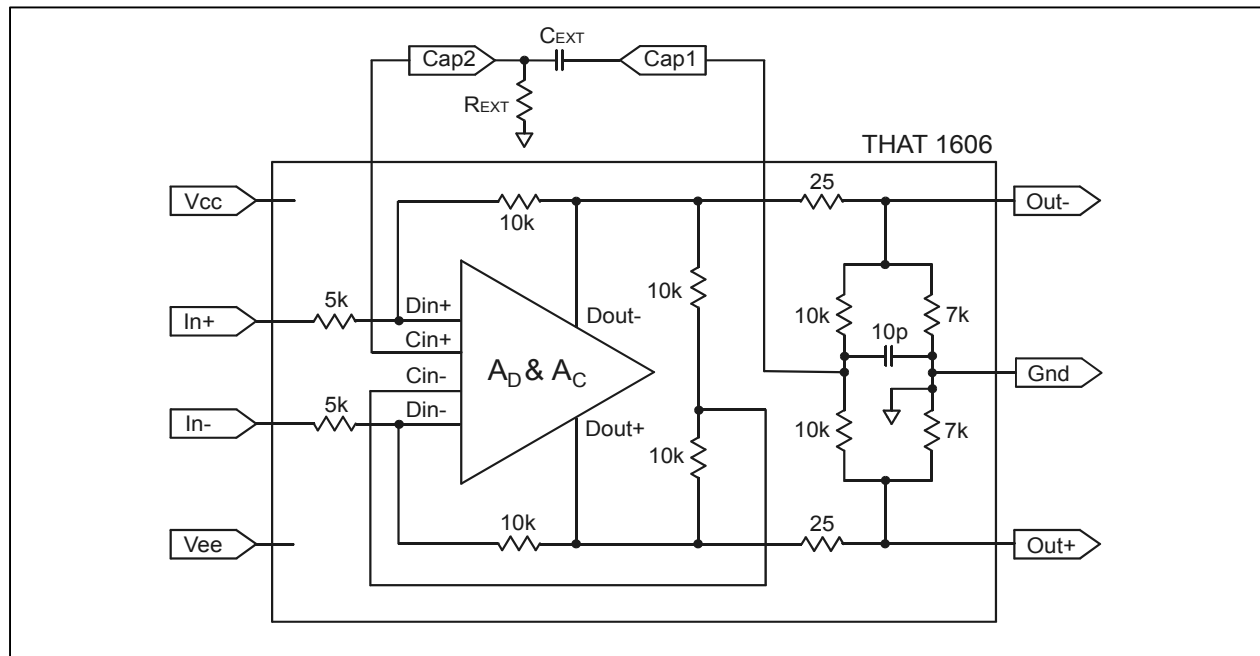 CEXT
Cap2
Cap1
REXT
THAT 1606
Vcc
25
Out-
10k
5k
In+
Din+
Dout-
10k
10k
7k
10p
Cin+
AD & AC
Gnd
Cin-
In-
5k
Din-
Dout+
10k
10k
7k
10k
25
Vee
Out+